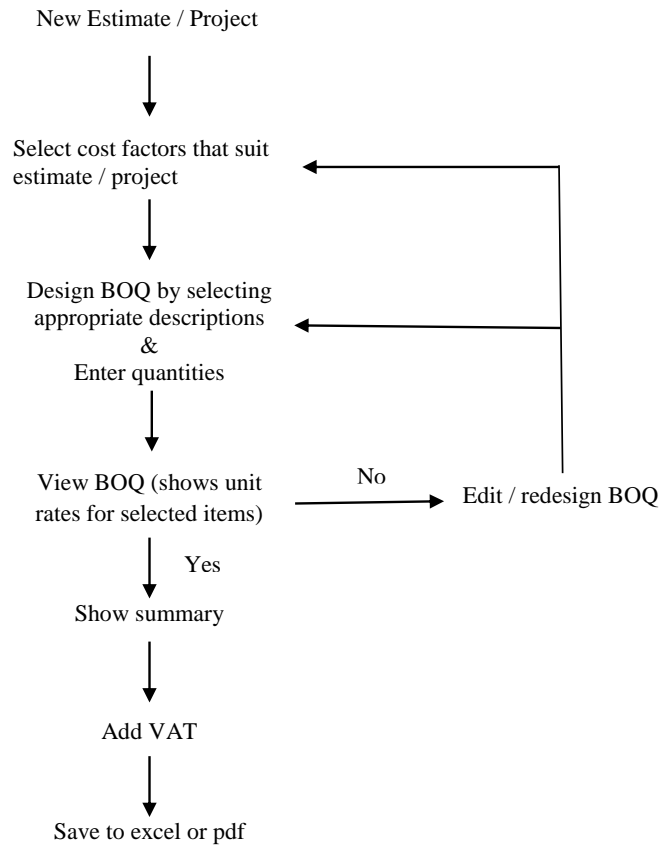 New Estimate / Project
Select cost factors that suit
estimate / project
Design BOQ by selecting
appropriate descriptions
&
Enter quantities
View BOQ (shows unit
rates for selected items)
No
Edit / redesign BOQ
Yes
Show summary
Add VAT
Save to excel or pdf